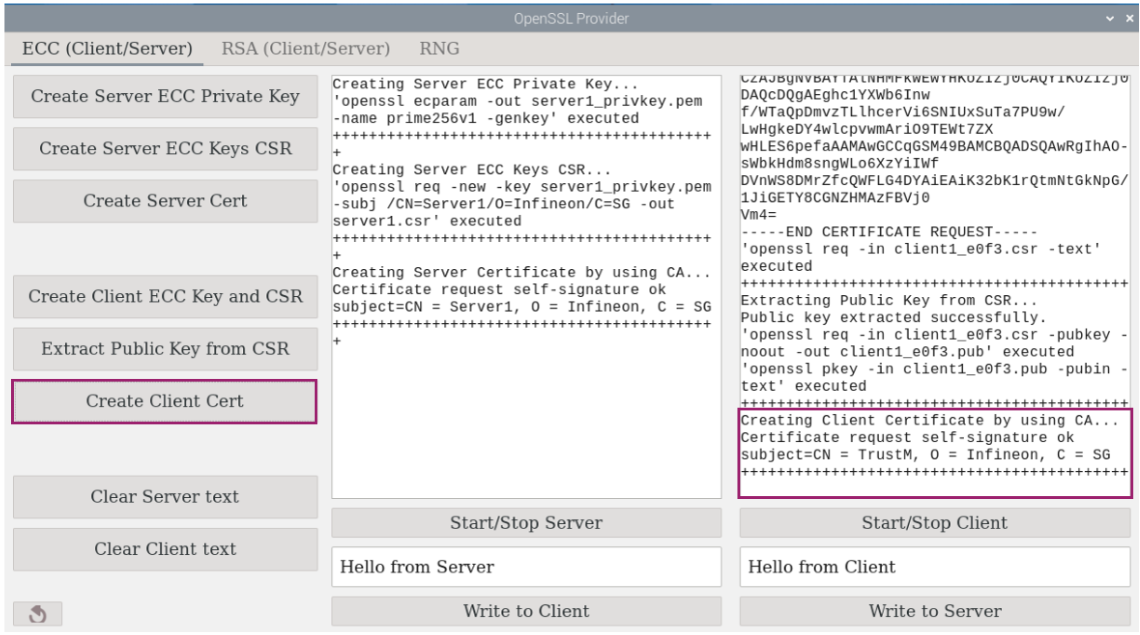 OpenSSL Provider
ECC (Client/Server)
RSA (Client/Server)
RNG
Create Server ECC Private Key
Create Server ECC Keys CSR
Create Server Cert
Create Client ECC Key and CSR
Extract Public Key from CSR
Create Client Cert
Clear Server text
Clear Client text
Creating Server ECC Private Key...
'openssl ecparam -out server1_privkey.pem
-name prime256v1 -genkey' executed
++++++++++++++++++++++++++++++++++++++++++
+
Creating Server ECC Keys CSR...
'openssl req -new -key server1_privkey.pem
-subj /CN=Server1/O=Infineon/C=SG -out
server1.csr' executed
++++++++++++++++++++++++++++++++++++++++++
+
Creating Server Certificate by using CA...
Certificate request self-signature ok
subject=CN = Server1, O = Infineon, C = SG
++++++++++++++++++++++++++++++++++++++++++
+
Start/Stop Server
Hello from Server
Write to Client
DAQcDQgAEghc1YXWb6Inw
f/WTaQpDmvzTLlhcerVi6SNIUxSuTa7PU9w/
LwHgkeDY4wlcpvwmAriO9TEWt7ZX
wHLES6pefaAAMAwGCCqGSM49BAMCBQADSQAwRgIhAO-
sWbkHdm8sngWLo6XzYiIWf
DVnWS8DMrZfcQWFLG4DYAiEAiK32bK1rQtmNtGkNpG/
1JiGETY8CGNZHMAzFBVj0
Vm4=
-----END CERTIFICATE REQUEST-----
'openssl req -in client1_e0f3.csr -text'
executed
+++++++++++++++++++++++++++++++++++++++++++
Extracting Public Key from CSR...
Public key extracted successfully.
'openssl req -in client1_e0f3.csr -pubkey -
noout -out client1_e0f3.pub' executed
'openssl pkey -in client1_e0f3.pub -pubin -
text' executed
+++++++++++++++++++++++++++++++++++++++++++
Creating Client Certificate by using CA...
Certificate request self-signature ok
subject=CN = TrustM, O = Infineon, C = SG
+++++++++++++++++++++++++++++++++++++++++++
Start/Stop Client
Hello from Client
Write to Server